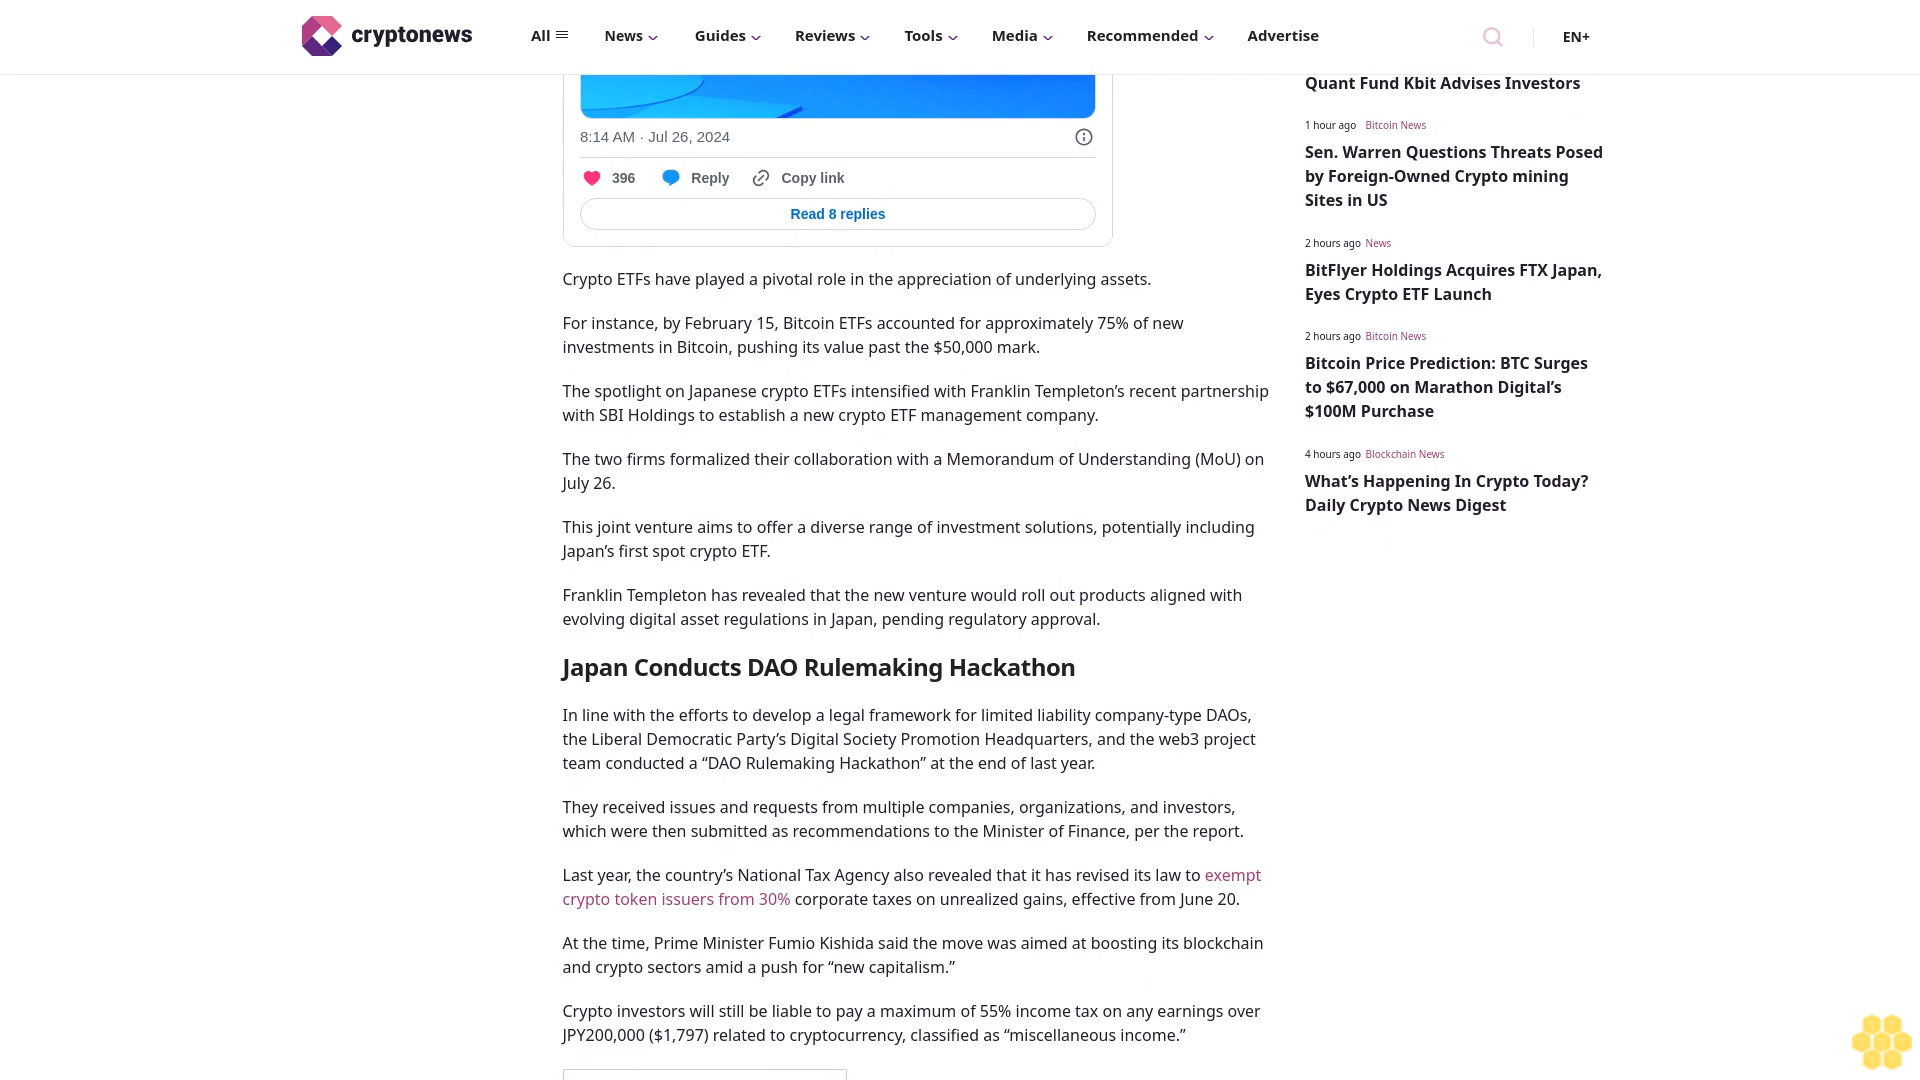 cryptonews
All
News
Guides
Reviews
Tools
Media
Recommended
Advertise
EN+
8:14 AM · Jul 26, 2024
396
Reply
Copy link
Read 8 replies
Crypto ETFs have played a pivotal role in the appreciation of underlying assets.
For instance, by February 15, Bitcoin ETFs accounted for approximately 75% of new
investments in Bitcoin, pushing its value past the $50,000 mark.
The spotlight on Japanese crypto ETFs intensified with Franklin Templeton’s recent partnership
with SBI Holdings to establish a new crypto ETF management company.
The two firms formalized their collaboration with a Memorandum of Understanding (MoU) on
July 26.
This joint venture aims to offer a diverse range of investment solutions, potentially including
Japan’s first spot crypto ETF.
Franklin Templeton has revealed that the new venture would roll out products aligned with
evolving digital asset regulations in Japan, pending regulatory approval.
Japan Conducts DAO Rulemaking Hackathon
In line with the efforts to develop a legal framework for limited liability company-type DAOs,
the Liberal Democratic Party’s Digital Society Promotion Headquarters, and the web3 project
team conducted a “DAO Rulemaking Hackathon” at the end of last year.
They received issues and requests from multiple companies, organizations, and investors,
which were then submitted as recommendations to the Minister of Finance, per the report.
Last year, the country’s National Tax Agency also revealed that it has revised its law to exempt
crypto token issuers from 30% corporate taxes on unrealized gains, effective from June 20.
At the time, Prime Minister Fumio Kishida said the move was aimed at boosting its blockchain
and crypto sectors amid a push for “new capitalism.”
Crypto investors will still be liable to pay a maximum of 55% income tax on any earnings over
JPY200,000 ($1,797) related to cryptocurrency, classified as “miscellaneous income.”
Quant Fund Kbit Advises Investors
1 hour ago Bitcoin News
Sen. Warren Questions Threats Posed
by Foreign-Owned Crypto mining
Sites in US
2 hours ago News
BitFlyer Holdings Acquires FTX Japan,
Eyes Crypto ETF Launch
2 hours ago Bitcoin News
Bitcoin Price Prediction: BTC Surges
to $67,000 on Marathon Digital’s
$100M Purchase
4 hours ago Blockchain News
What’s Happening In Crypto Today?
Daily Crypto News Digest